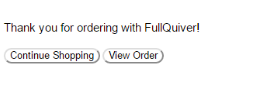 Thank you for ordering with FullQuiver!
Continue Shopping View Order